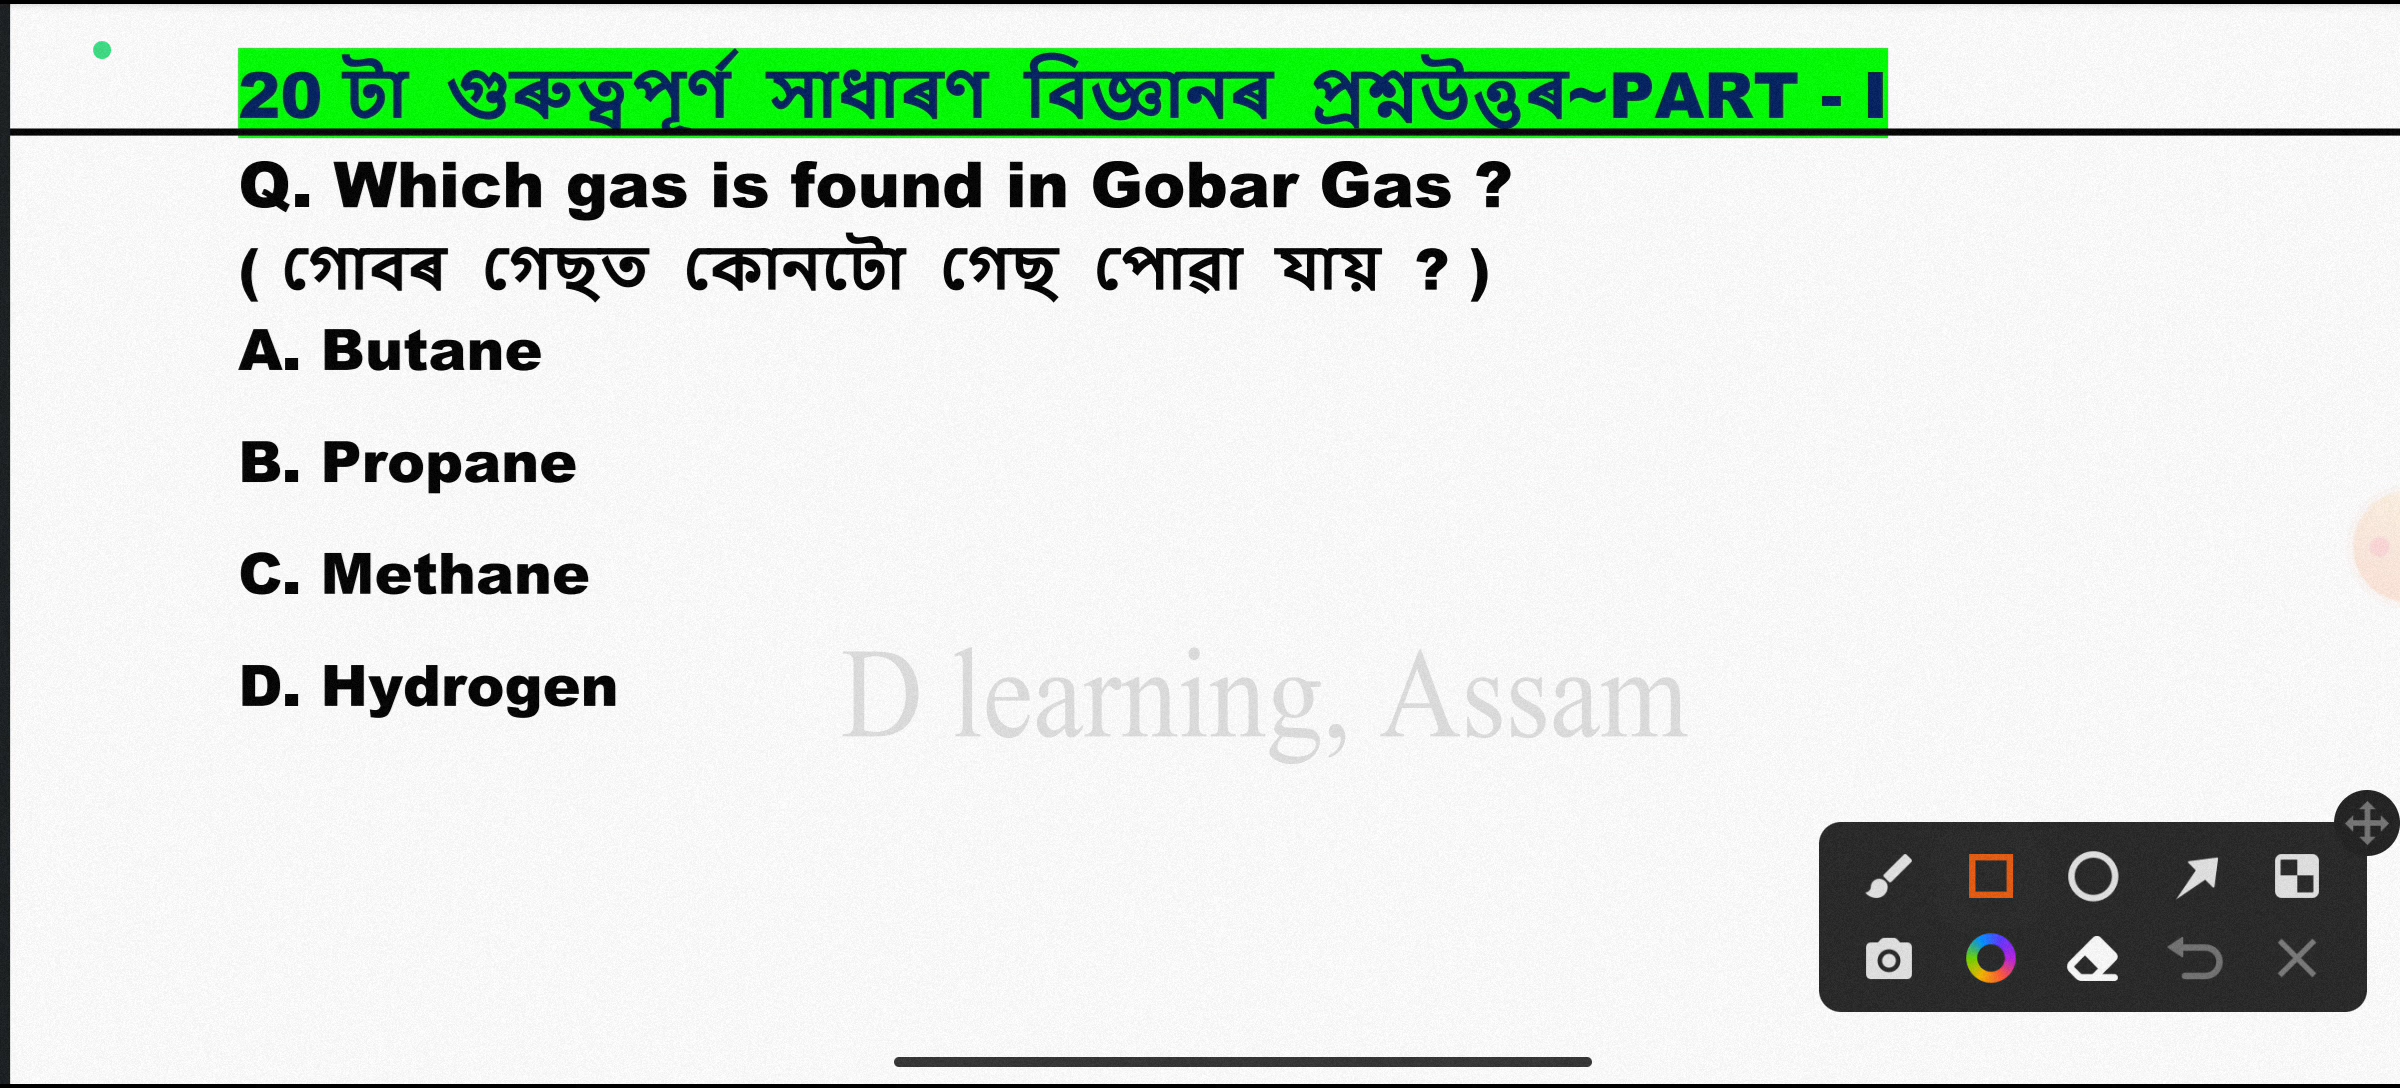 20 টা গুৰুত্বপূৰ্ণ সাধাৰণ বিজ্ঞানৰ প্ৰশ্নউত্তৰ~PART - I
Q. Which gas is found in Gobar Gas ?
( গোবৰ গেছত কোনটো গেছ পোৱা যায় ? )
A. Butane
B. Propane
C. Methane
D. Hydrogen
D learning, Assam